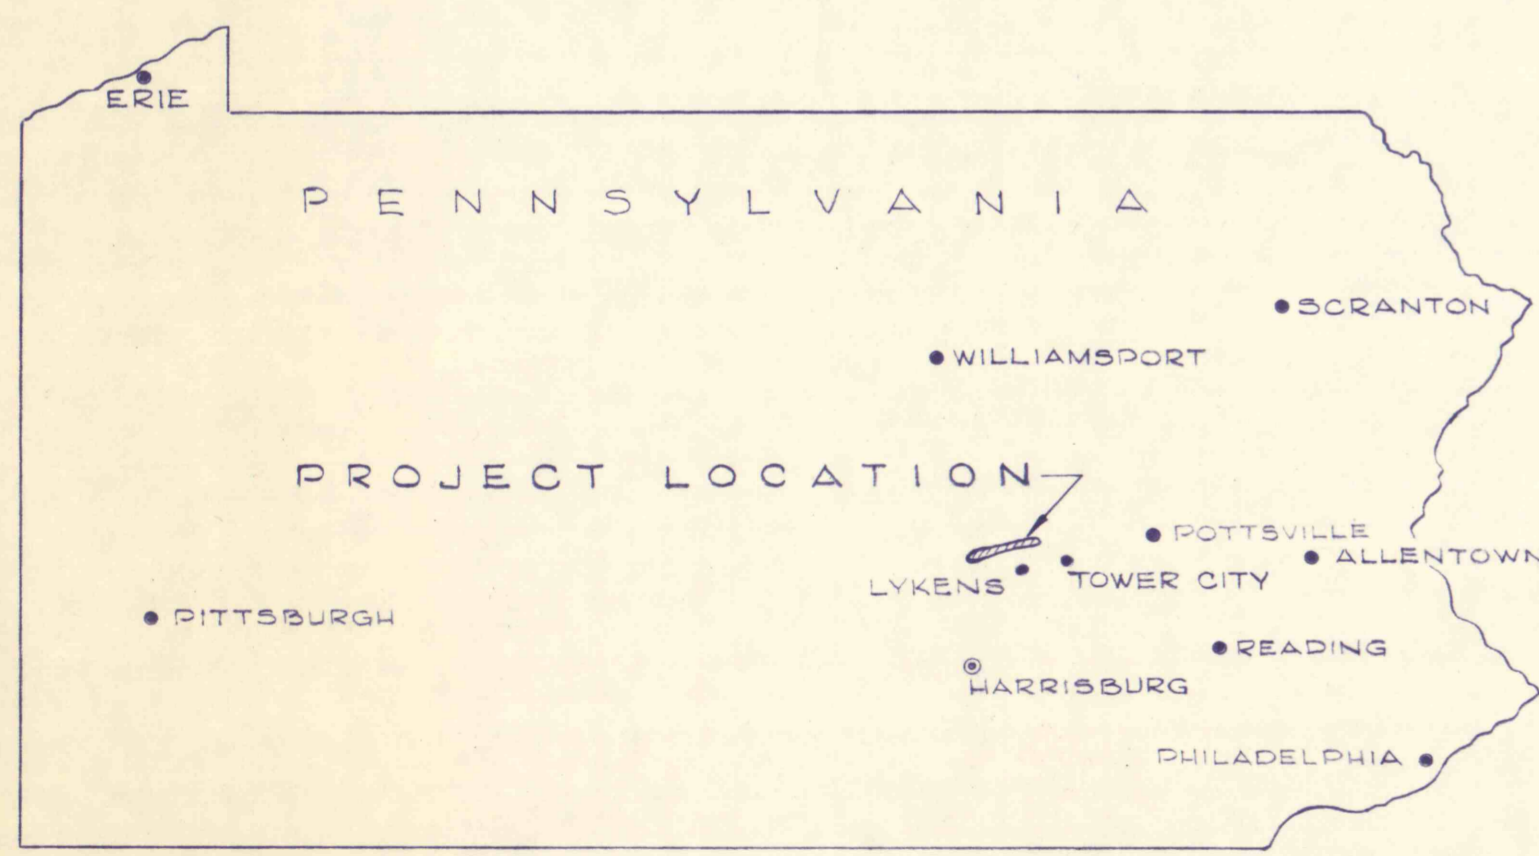 ERIE
PENNSYLVANIA
SCRANTON
WILLIAMSPORT
PROJECT LOCATION
POTTSVILLE
ALLENTOWN
LYKENS
TOWER CITY
PITTSBURGH
READING
HARRISBURG
PHILADELPHIA